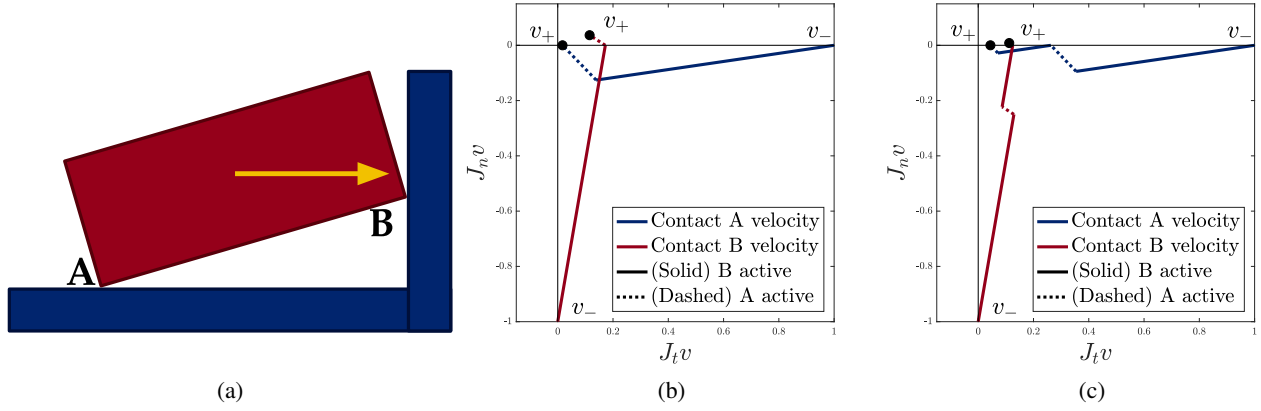 A
B
(a)
v₊
v₊
v₋
0
-0.2
-0.4
-0.6
-0.8
-1
Jₙv
Contact A velocity
Contact B velocity
(Solid) B active
(Dashed) A active
v₋
0
0.2
0.4
0.6
0.8
1
Jₜv
(b)
v₊
v₊
v₋
0
-0.2
-0.4
-0.6
-0.8
-1
Jₙv
Contact A velocity
Contact B velocity
(Solid) B active
(Dashed) A active
v₋
0
0.2
0.4
0.6
0.8
1
Jₜv
(c)